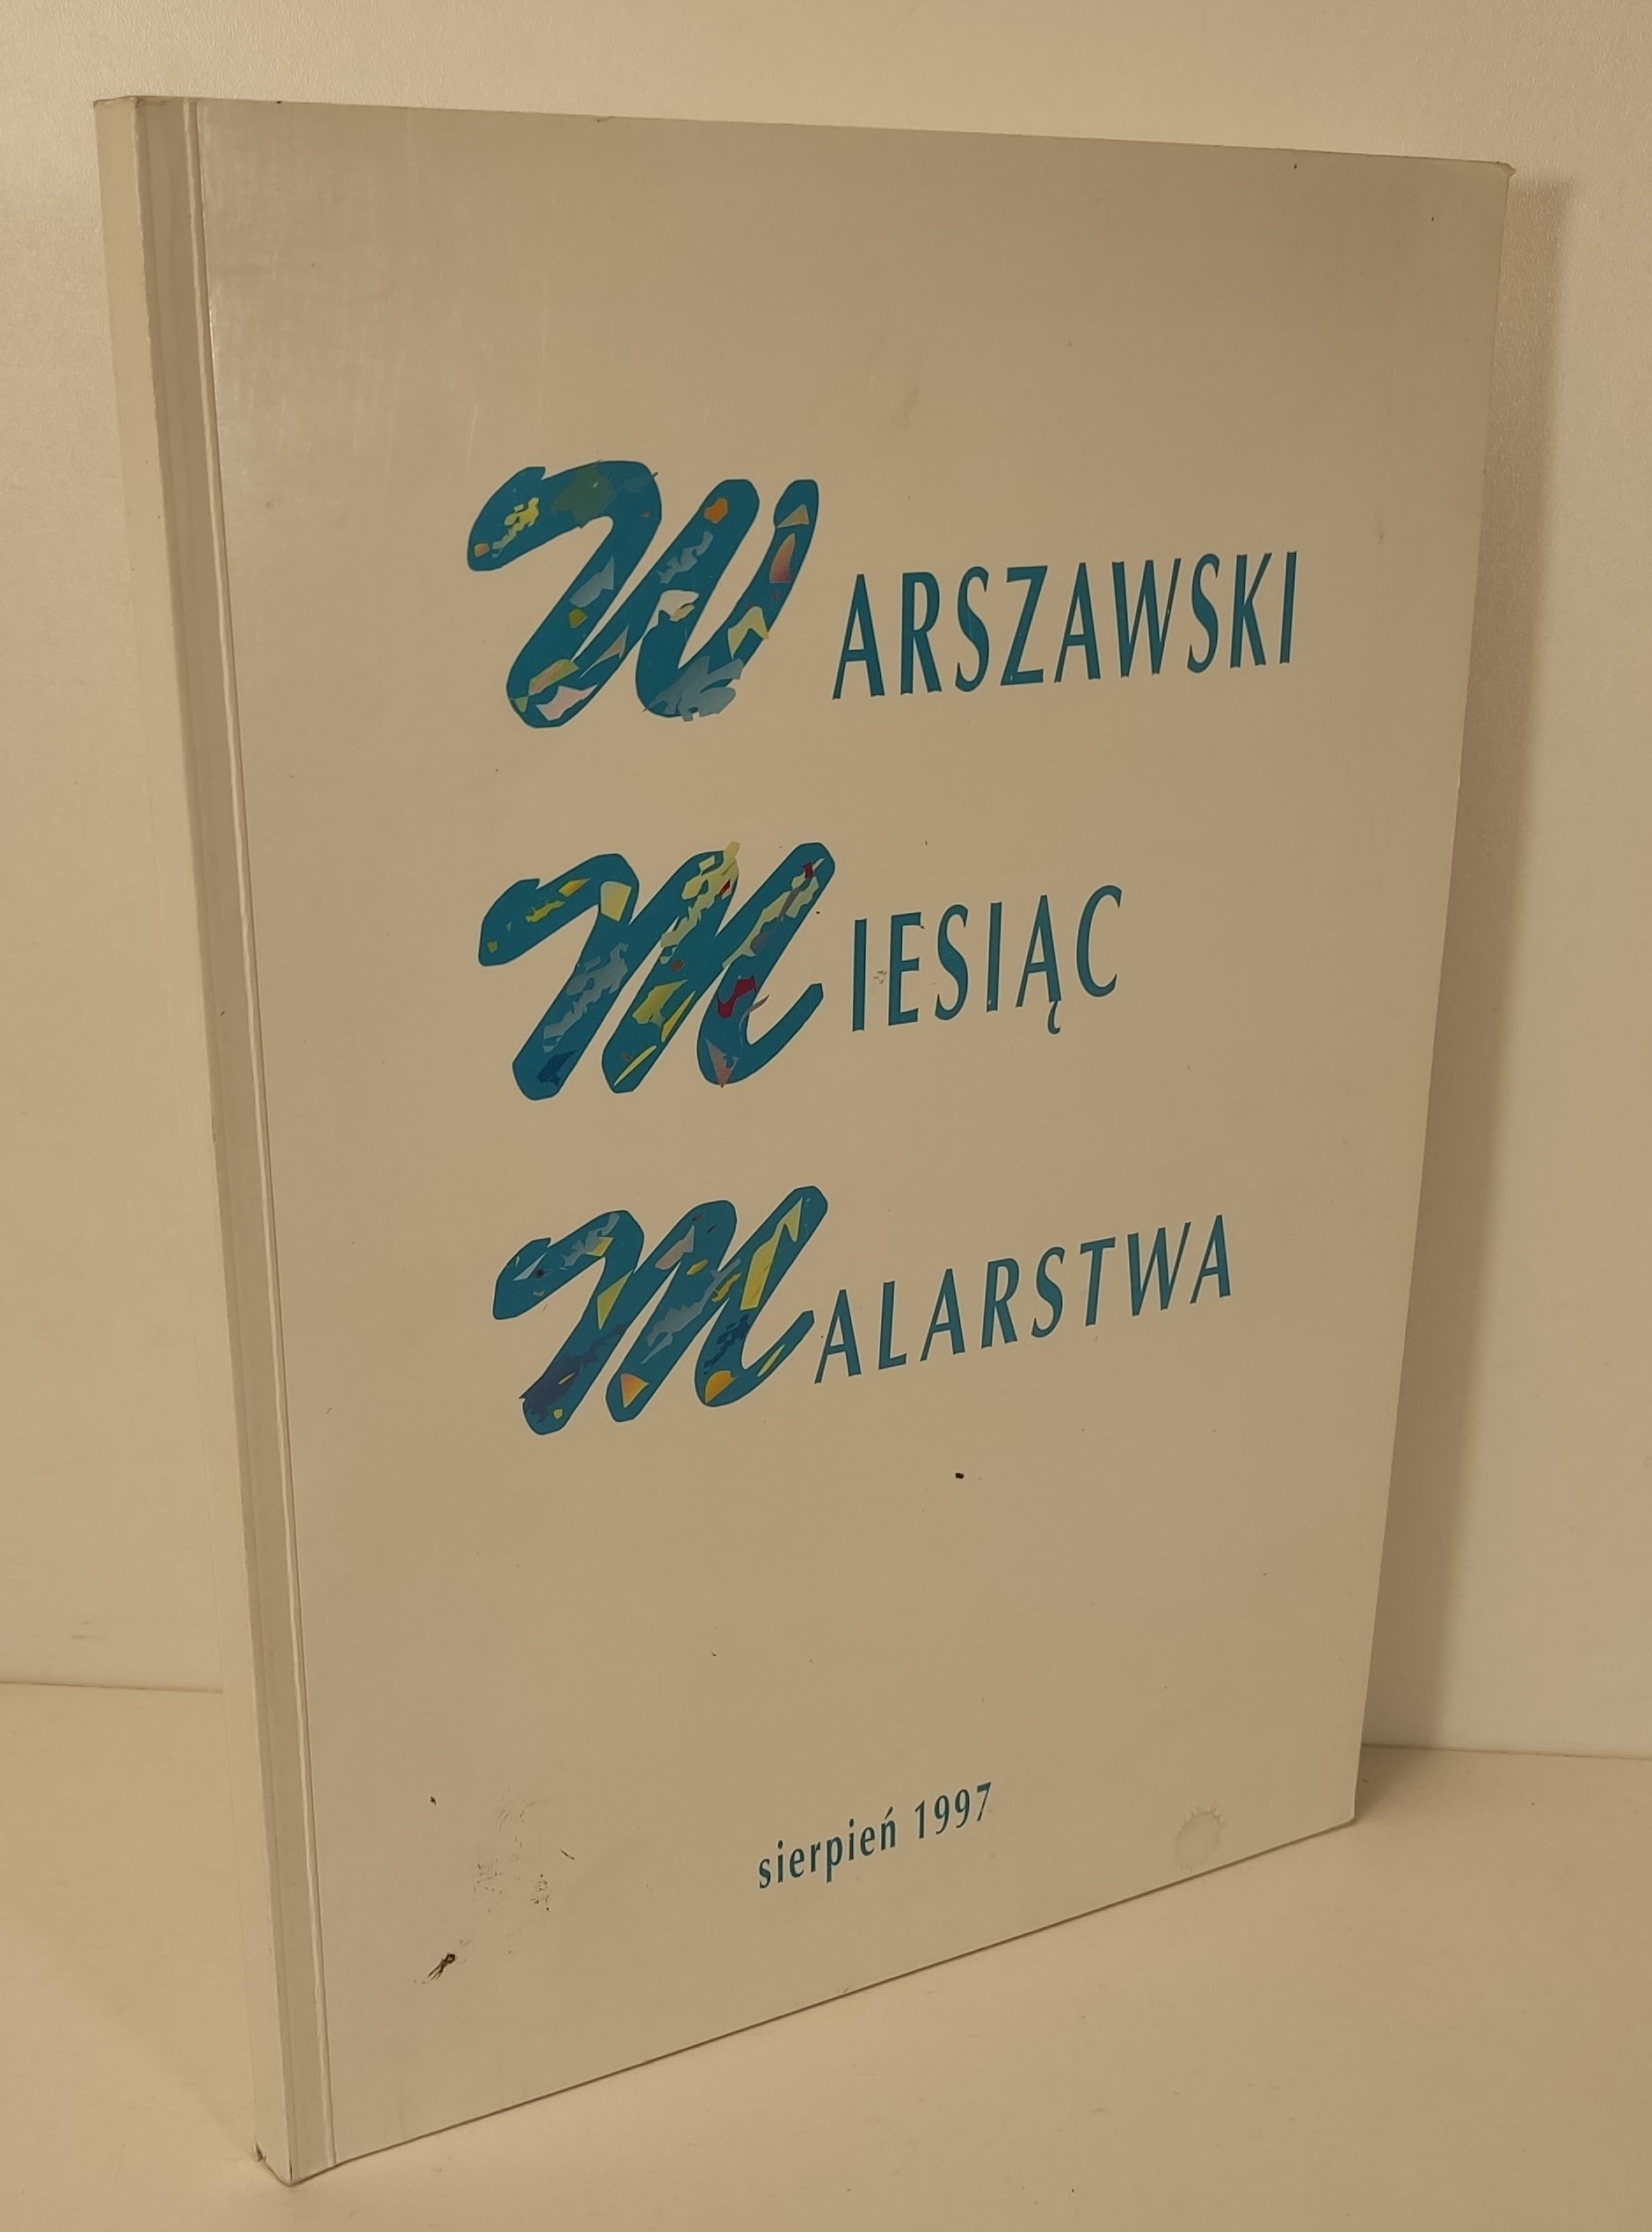 WARSZAWSKI
MIESIĄC
MALARSTWA
sierpień 1997